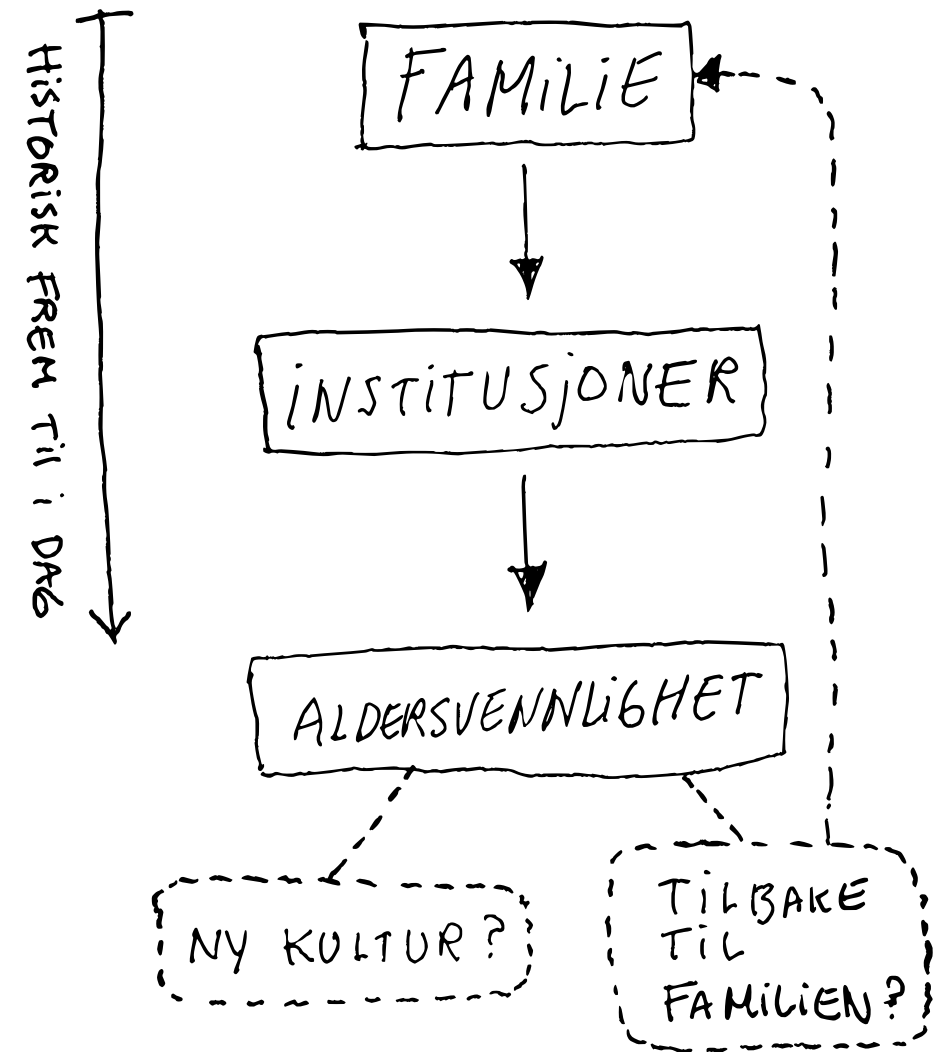 HISTORISK FREM TIL I DAG
FAMILIE
INSTITUSJONER
ALDERSVENNLIGHET
NY KULTUR?
TILBAKE
TIL
FAMILIEN?